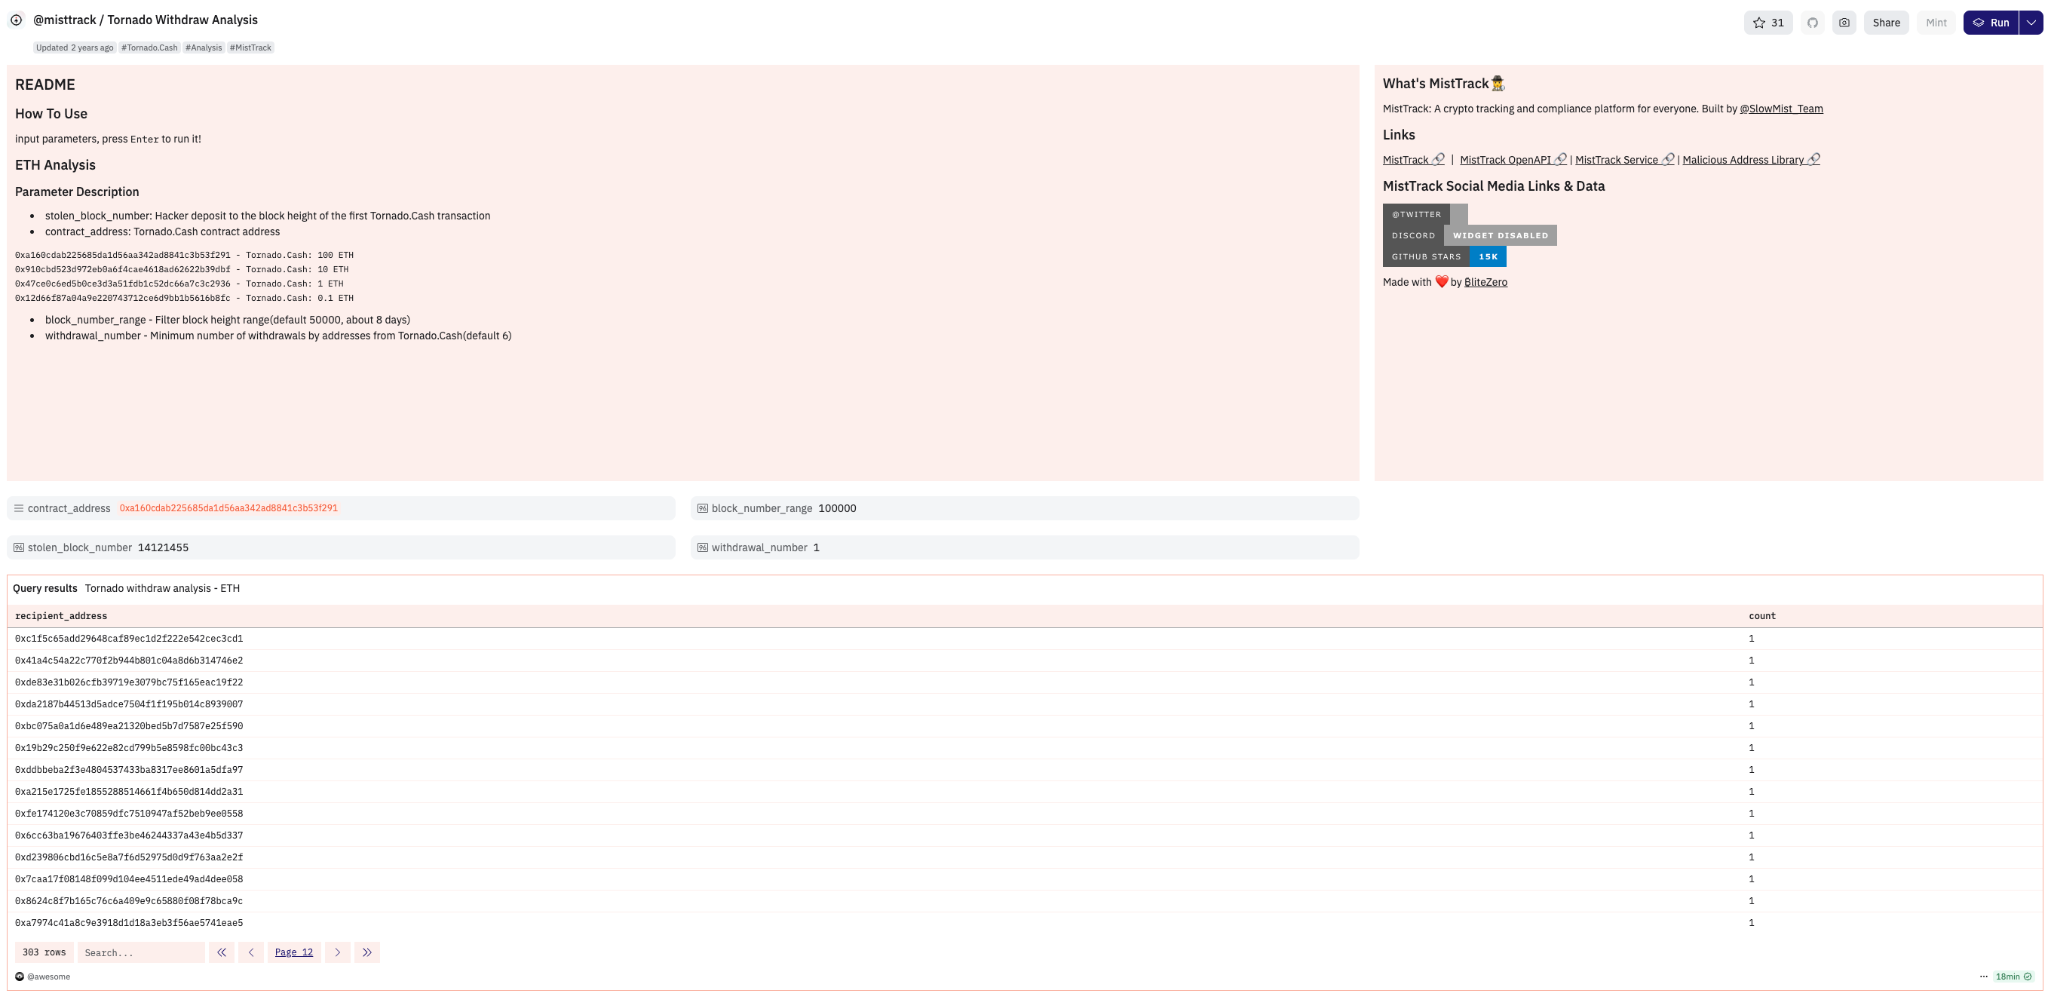 @misttrack / Tornado Withdraw Analysis
Updated 2 years ago #Tornado.Cash #Analysis #MistTrack
31 Share Mint Run
README
How To Use
input parameters, press Enter to run it!
ETH Analysis
Parameter Description
• stolen_block_number: Hacker deposit to the block height of the first Tornado.Cash transaction
• contract_address: Tornado.Cash contract address
0xa160cdab225685da1d56aa342ad8841c3b53f291 - Tornado.Cash: 100 ETH
0x910cbd523d972eb0a6f4cae4618ad62622b39dbf - Tornado.Cash: 10 ETH
0x47ce0c6ed5b0ce3d3a51fdb1c52dc66a7c3c2936 - Tornado.Cash: 1 ETH
0x12d66f87a04a9e220743712ce6d9bb1b5616b8fc - Tornado.Cash: 0.1 ETH
• block_number_range - Filter block height range(default 50000, about 8 days)
• withdrawal_number - Minimum number of withdrawals by addresses from Tornado.Cash(default 6)
What's MistTrack🕵️
MistTrack: A crypto tracking and compliance platform for everyone. Built by @SlowMist_Team
Links
MistTrack 🔗 | MistTrack OpenAPI 🔗 | MistTrack Service 🔗 | Malicious Address Library 🔗
MistTrack Social Media Links & Data
@TWITTER
DISCORD WIDGET DISABLED
GITHUB STARS 15K
Made with ❤️ by ₿liteZero
contract_address 0xa160cdab225685da1d56aa342ad8841c3b53f291
block_number_range 100000
stolen_block_number 14121455
withdrawal_number 1
Query results Tornado withdraw analysis - ETH
recipient_address count
0xc1f5c65add29648caf89ec1d2f222e542cec3cd1 1
0x41a4c54a22c770f2b944b801c04a8d6b314746e2 1
0xde83e31b026cfb39719e3079bc75f165eac19f22 1
0xda2187b44513d5adce7504f1f195b014c8939007 1
0xbc075a0a1d6e489ea21320bed5b7d7587e25f590 1
0x19b29c250f9e622e82cd799b5e8598fc00bc43c3 1
0xddbbeba2f3e4804537433ba8317ee8601a5dfa97 1
0xa215e1725fe1855288514661f4b650d814dd2a31 1
0xfe174120e3c70859dfc7510947af52beb9ee0558 1
0x6cc63ba19676403ffe3be46244337a43e4b5d337 1
0xd239806cbd16c5e8a7f6d52975d0d9f763aa2e2f 1
0x7caa17f08148f099d104ee4511ede49ad4dee058 1
0x8624c8f7b165c76c6a409e9c65880f08f78bca9c 1
0xa7974c41a8c9e3918d1d18a3eb3f56ae5741eae5 1
303 rows Search... Page 12
@awesome
18min